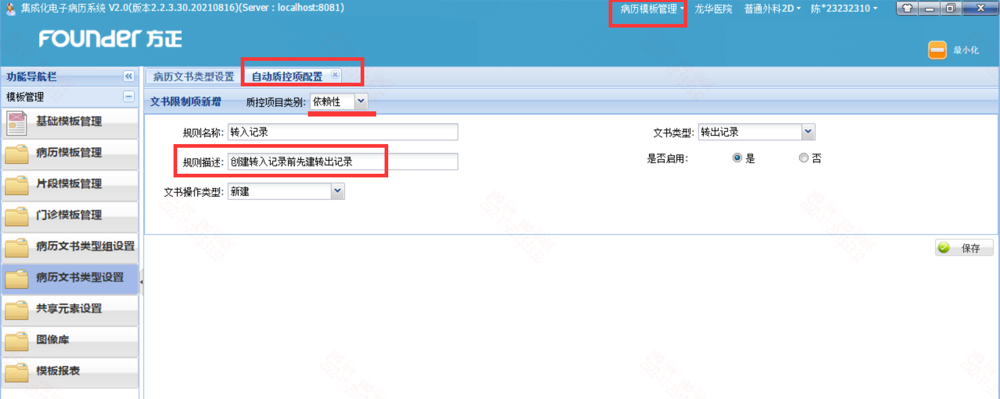 集成化电子病历系统 V2.0(版本2.2.3.30.20210816)(Server : localhost:8081)
病历模板管理 龙华医院 普通外科2D 陈*23232310
FOUNDER 方正
最小化
功能导航栏
病历文书类型设置 自动质控项配置
模板管理
文书限制项新增 质控项目类别: 依赖性
基础模板管理
病历模板管理
片段模板管理
门诊模板管理
病历文书类型组设置
病历文书类型设置
共享元素设置
图像库
模板报表
规则名称: 转入记录 文书类型: 转出记录
规则描述: 创建转入记录前先建转出记录 是否启用: 是 否
文书操作类型: 新建
保存